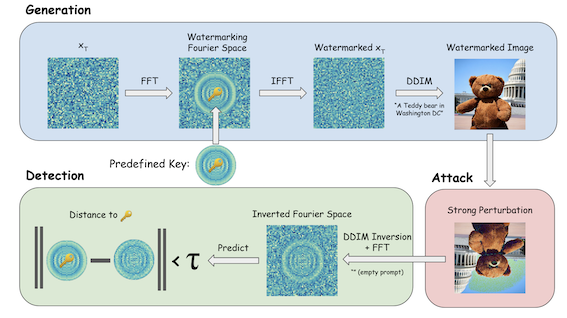 Generation
x_T
FFT
Watermarking
Fourier Space
IFFT
Watermarked x_T
DDIM
"A Teddy bear in
Washington DC"
Watermarked Image
Predefined Key:
Detection
Distance to
< τ
Predict
Inverted Fourier Space
DDIM Inversion
+ FFT
"" (empty prompt)
Attack
Strong Perturbation